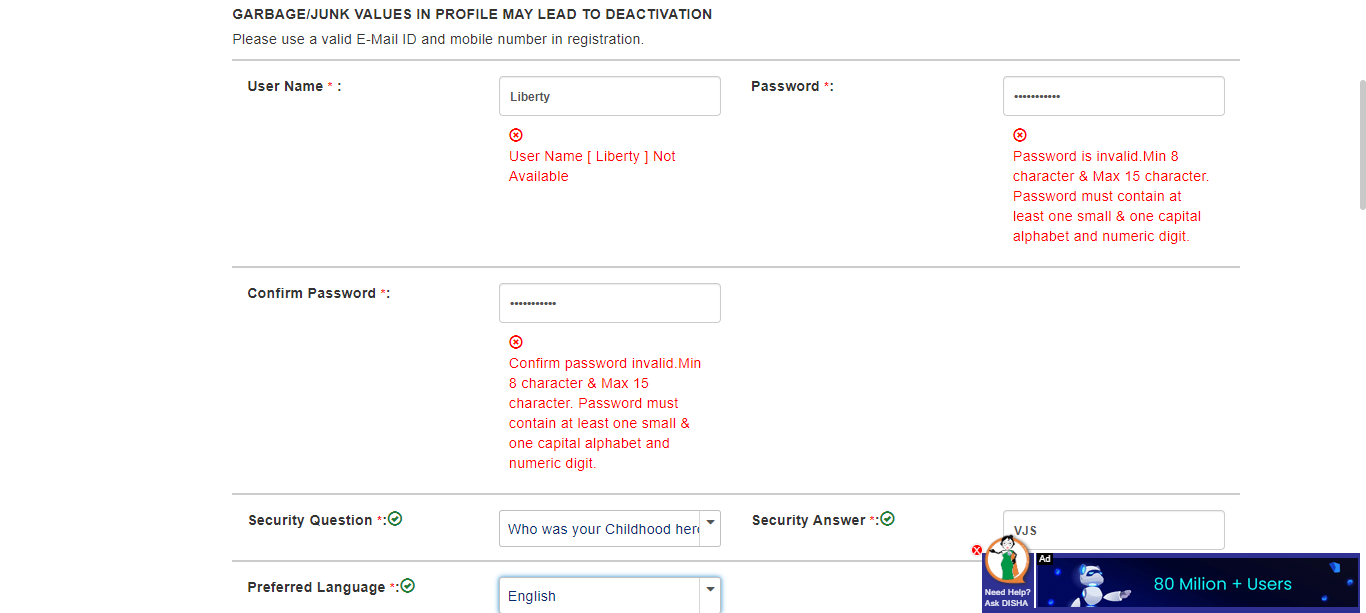 GARBAGE/JUNK VALUES IN PROFILE MAY LEAD TO DEACTIVATION
Please use a valid E-Mail ID and mobile number in registration.
User Name * :
Liberty
User Name [ Liberty ] Not
Available
Password *:
•••••••••••
Password is invalid.Min 8
character & Max 15 character.
Password must contain at
least one small & one capital
alphabet and numeric digit.
Confirm Password *:
•••••••••••
Confirm password invalid.Min
8 character & Max 15
character. Password must
contain at least one small &
one capital alphabet and
numeric digit.
Security Question *:
Who was your Childhood her
Security Answer *:
VJS
Preferred Language *:
English
Need Help?
Ask DISHA
Ad
80 Milion + Users